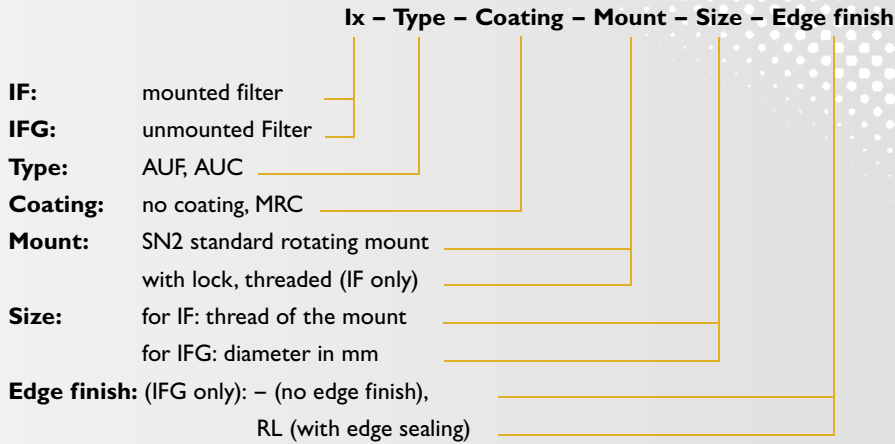 Ix – Type – Coating – Mount – Size – Edge finish
IF: mounted filter
IFG: unmounted Filter
Type: AUF, AUC
Coating: no coating, MRC
Mount: SN2 standard rotating mount
with lock, threaded (IF only)
Size: for IF: thread of the mount
for IFG: diameter in mm
Edge finish: (IFG only): – (no edge finish),
RL (with edge sealing)